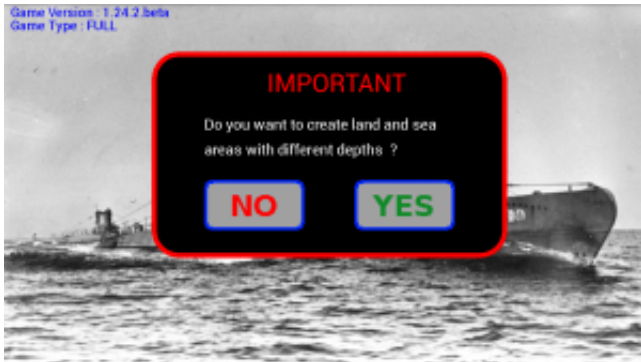 Game Version : 1.24.2.beta
Game Type : FULL
IMPORTANT
Do you want to create land and sea
areas with different depths ?
NO YES